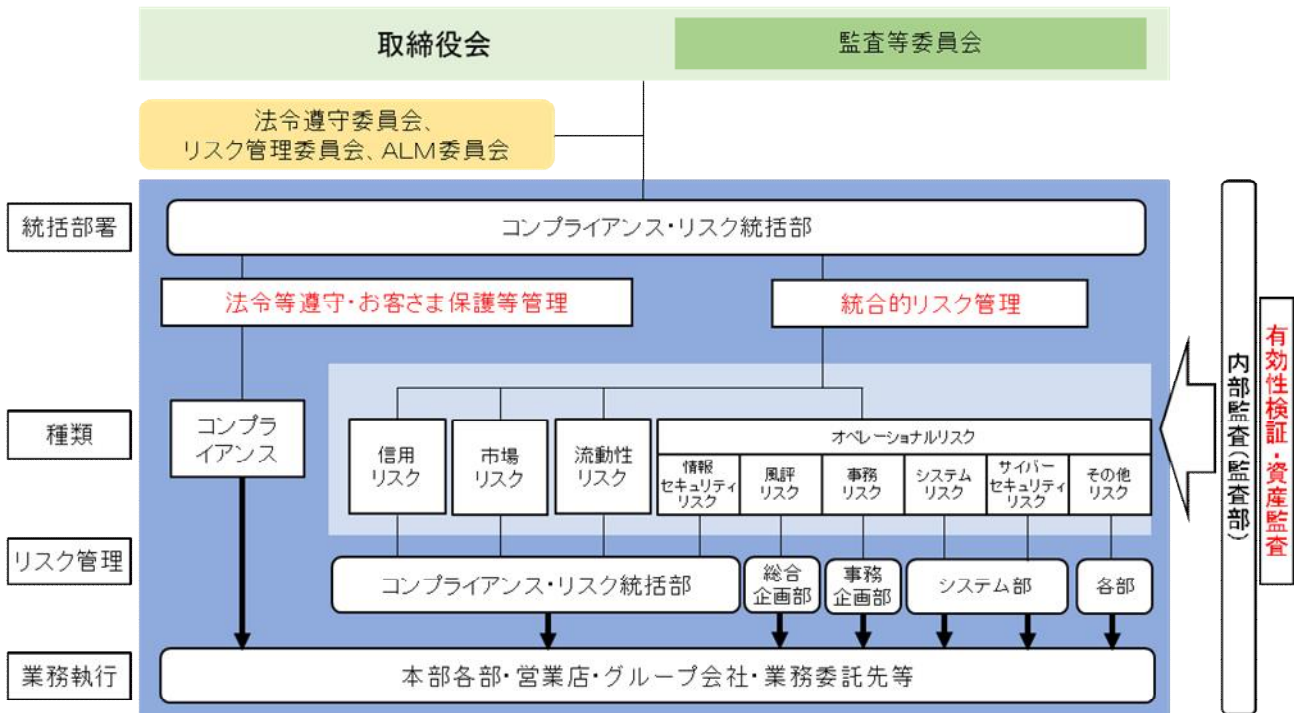 取締役会
監査等委員会
法令遵守委員会、
リスク管理委員会、ALM委員会
統括部署
コンプライアンス・リスク統括部
法令等遵守・お客さま保護等管理
統合的リスク管理
種類
コンプラ
イアンス
信用
リスク
市場
リスク
流動性
リスク
オペレーショナルリスク
情報
セキュリティ
リスク
風評
リスク
事務
リスク
システム
リスク
サイバー
セキュリティ
リスク
その他
リスク
リスク管理
コンプライアンス・リスク統括部
総合
企画部
事務
企画部
システム部
各部
業務執行
本部各部・営業店・グループ会社・業務委託先等
内部監査(監査部)
有効性検証・資産監査